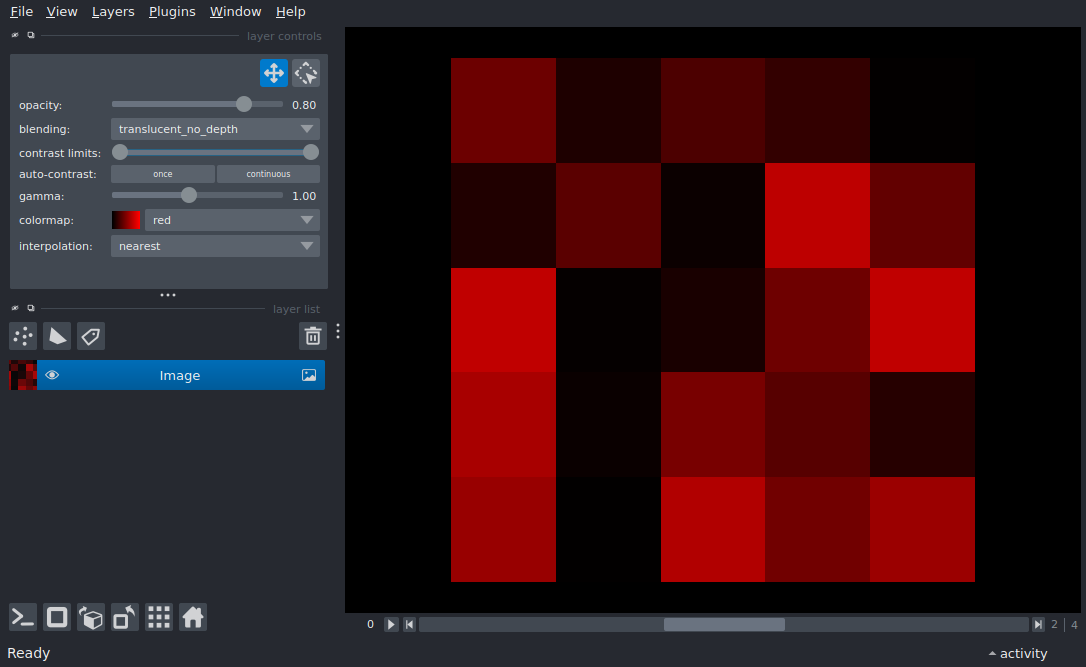 File View Layers Plugins Window Help
layer controls
opacity: 0.80
blending: translucent_no_depth
contrast limits:
auto-contrast: once continuous
gamma: 1.00
colormap: red
interpolation: nearest
layer list
Image
0 2 4
Ready activity